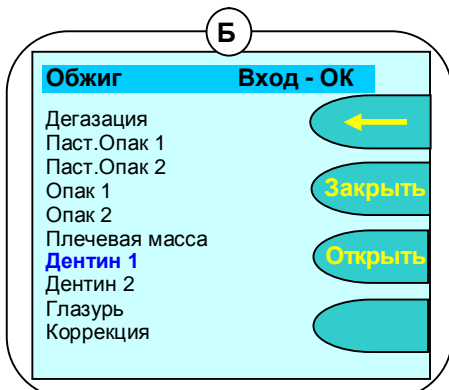 Б
Обжиг Вход - ОК
Дегазация
Паст.Опак 1
Паст.Опак 2
Опак 1
Опак 2
Плечевая масса
Дентин 1
Дентин 2
Глазурь
Коррекция
Закрыть
Открыть